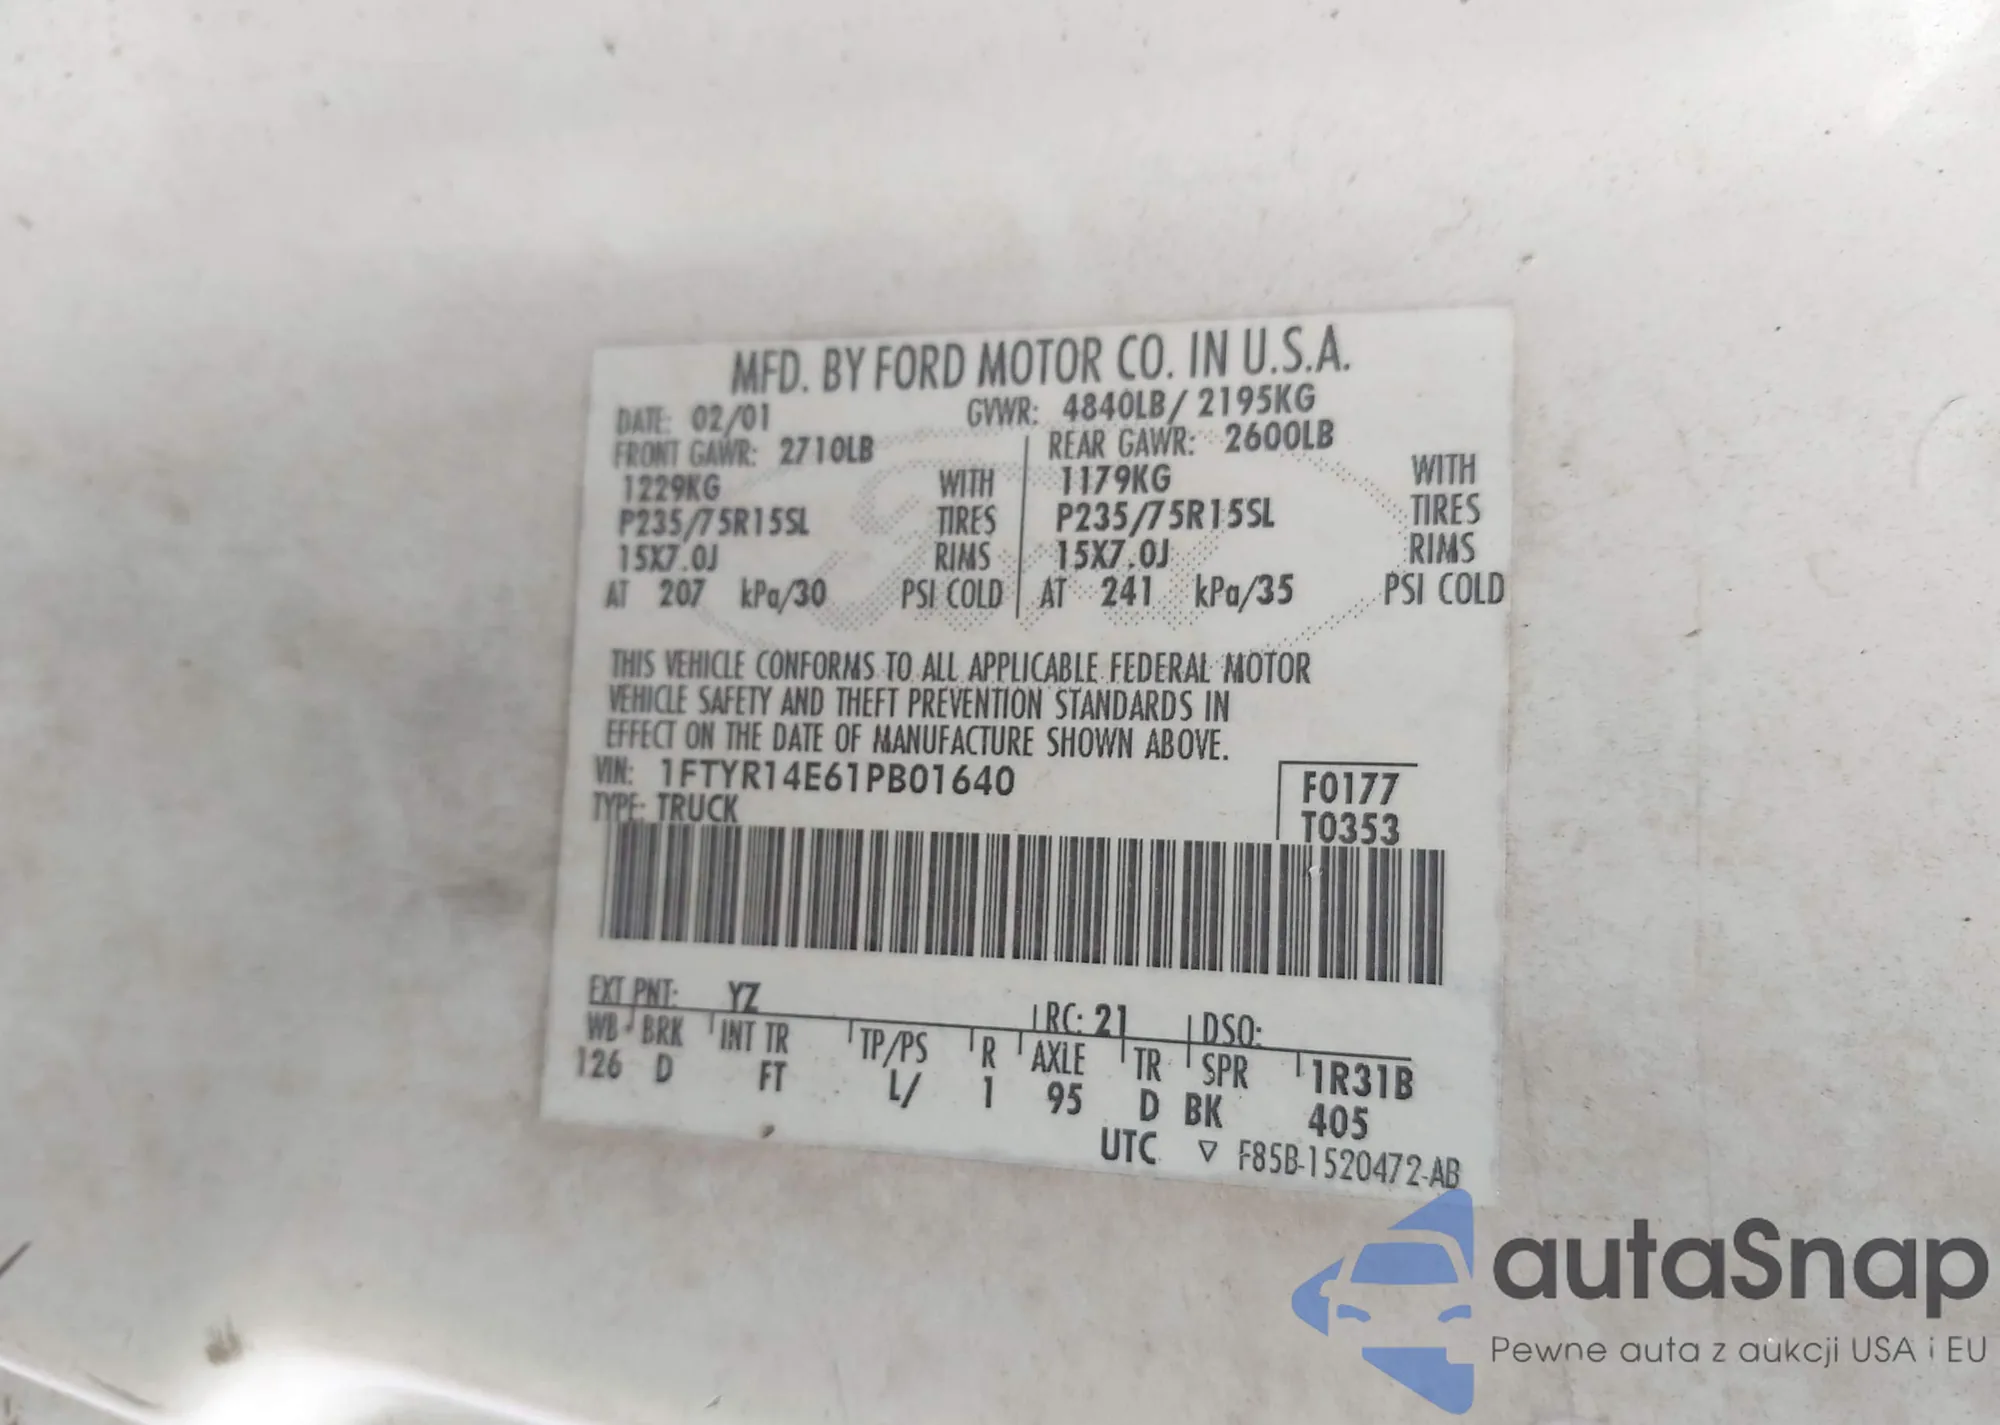 MFD. BY FORD MOTOR CO. IN U.S.A.
DATE: 02/01 GVWR: 4840LB/ 2195KG
FRONT GAWR: 2710LB REAR GAWR: 2600LB
1229KG WITH 1179KG WITH
P235/75R15SL TIRES P235/75R15SL TIRES
15X7.0J RIMS 15X7.0J RIMS
AT 207 kPa/30 PSI COLD AT 241 kPa/35 PSI COLD
THIS VEHICLE CONFORMS TO ALL APPLICABLE FEDERAL MOTOR
VEHICLE SAFETY AND THEFT PREVENTION STANDARDS IN
EFFECT ON THE DATE OF MANUFACTURE SHOWN ABOVE.
VIN: 1FTYR14E61PB01640 F0177
TYPE: TRUCK T0353
EXT PNT: YZ RC: 21 DSO:
WB BRK INT TR TP/PS R AXLE TR SPR 1R31B
126 D FT L/ 1 95 D BK 405
UTC ▽ F85B-1520472-AB
autaSnap
Pewne auta z aukcji USA i EU